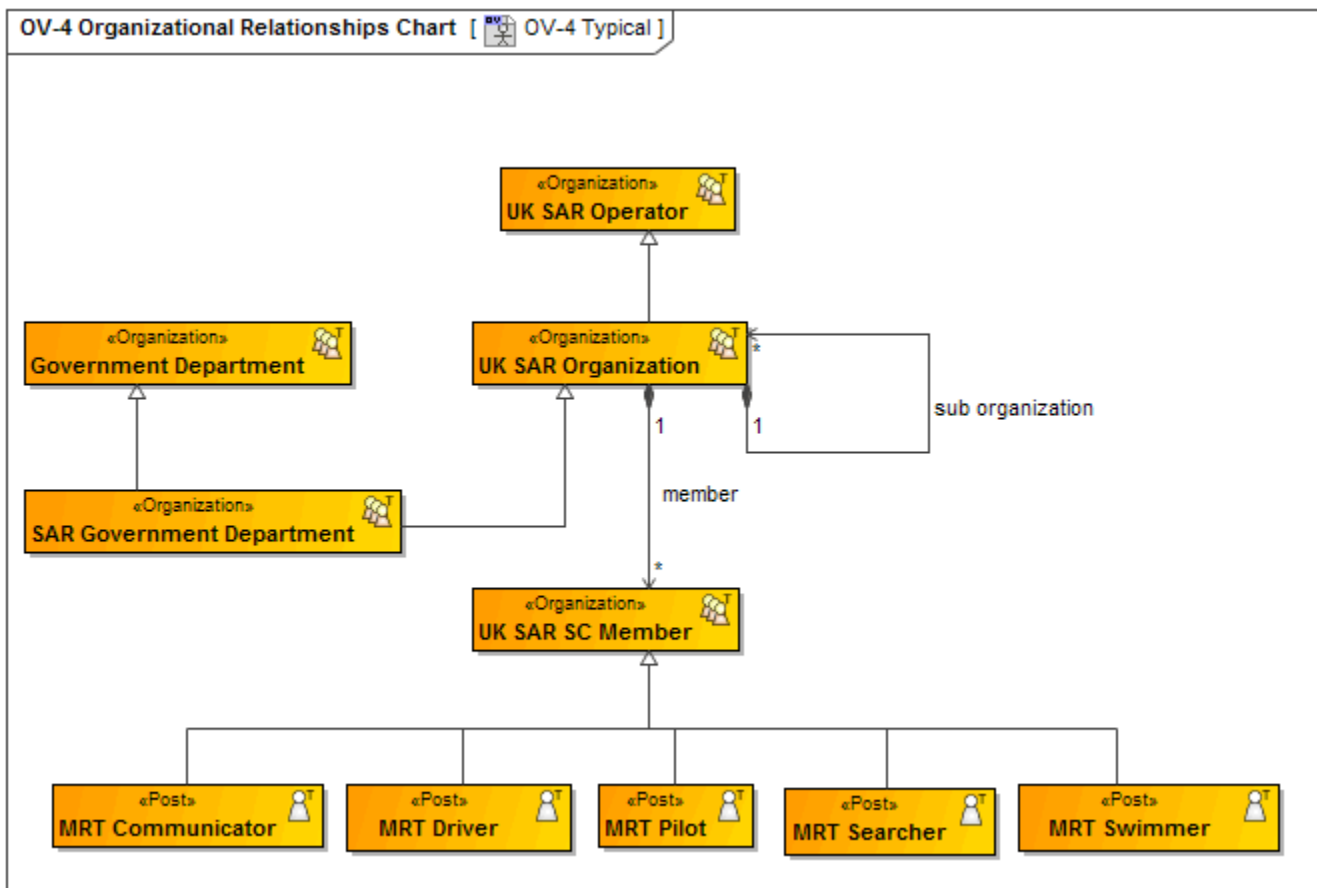 OV-4 Organizational Relationships Chart [ OV-4 Typical ]
«Organization»
UK SAR Operator
«Organization»
Government Department
«Organization»
UK SAR Organization
*
1
1
sub organization
«Organization»
SAR Government Department
member
*
«Organization»
UK SAR SC Member
«Post»
MRT Communicator
«Post»
MRT Driver
«Post»
MRT Pilot
«Post»
MRT Searcher
«Post»
MRT Swimmer